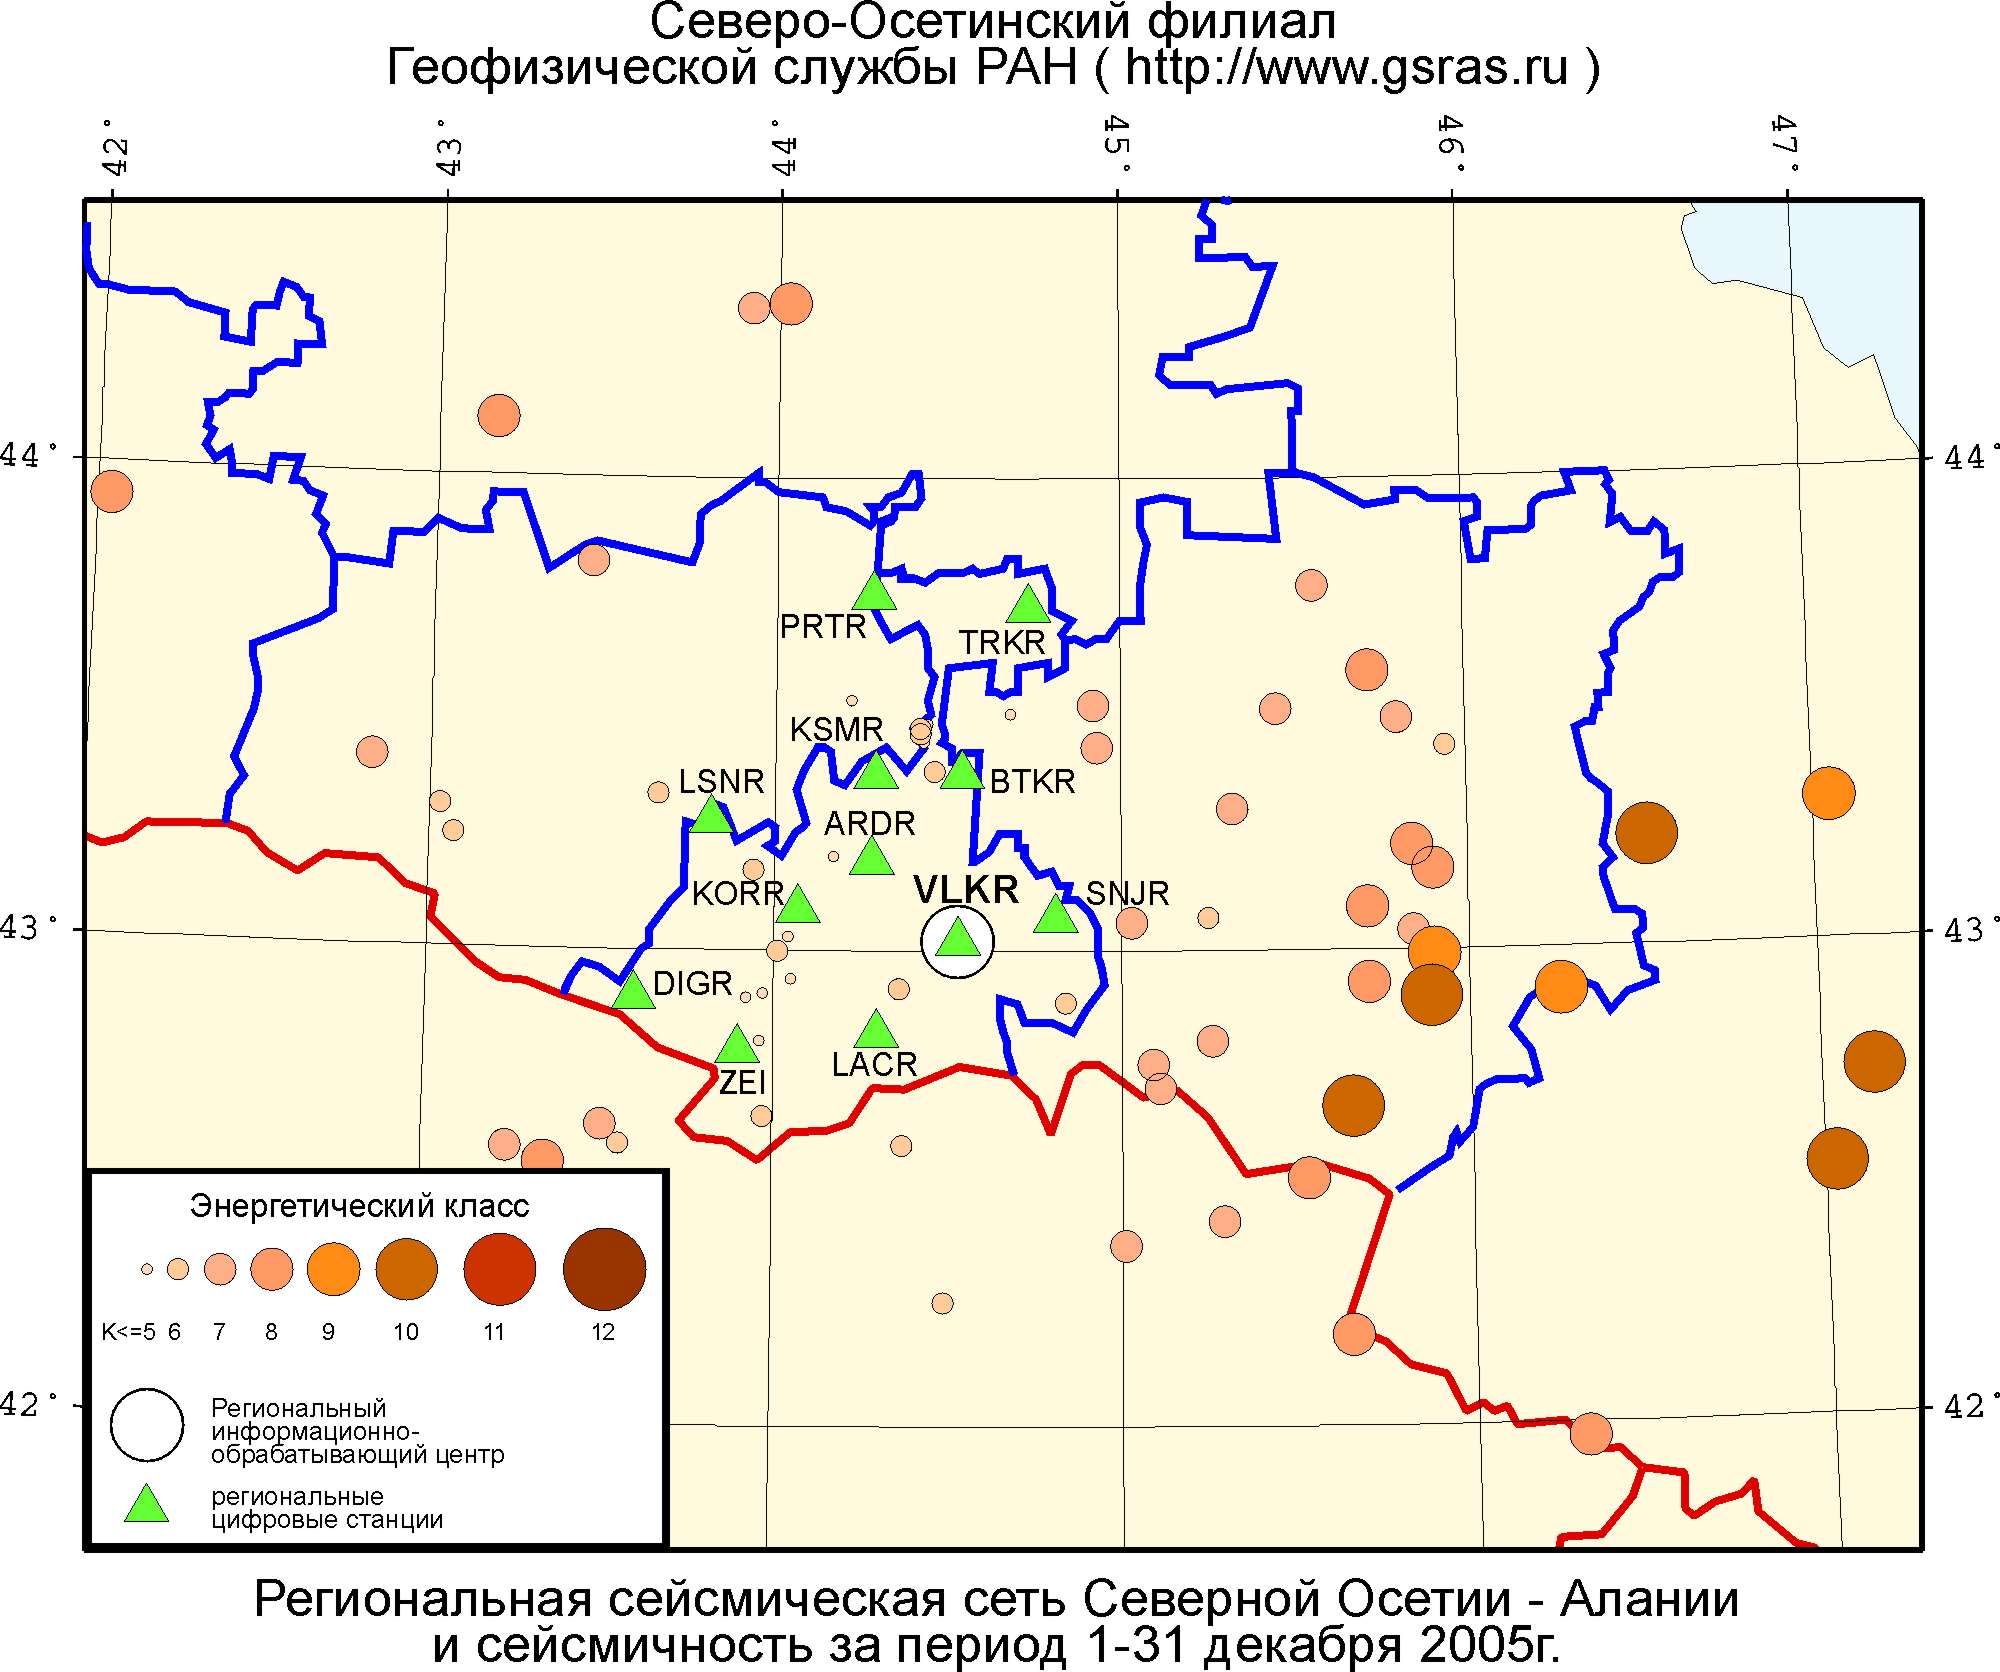 Северо-Осетинский филиал
Геофизической службы РАН ( http://www.gsras.ru )
42°
43°
44°
45°
46°
47°
44°
44°
PRTR
TRKR
KSMR
LSNR
BTKR
ARDR
KORR
VLKR
SNJR
43°
43°
DIGR
LACR
ZEI
Энергетический класс
K<=5 6 7 8 9 10 11 12
42°
42°
Региональный
информационно-
обрабатывающий центр
региональные
цифровые станции
Региональная сейсмическая сеть Северной Осетии - Алании
и сейсмичность за период 1-31 декабря 2005г.